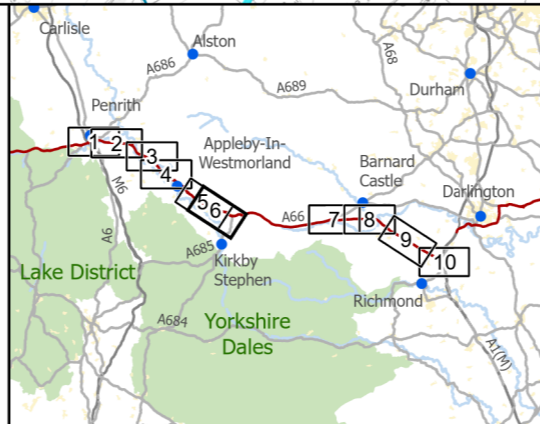 Carlisle
Alston
A686
A689
A68
Durham
Penrith
1
2
3
4
5
6
Appleby-In-
Westmorland
Barnard
Castle
Darlington
M6
A6
A66
7
8
9
10
A685
Kirkby
Stephen
Lake District
Richmond
A684
Yorkshire
Dales
A1(M)